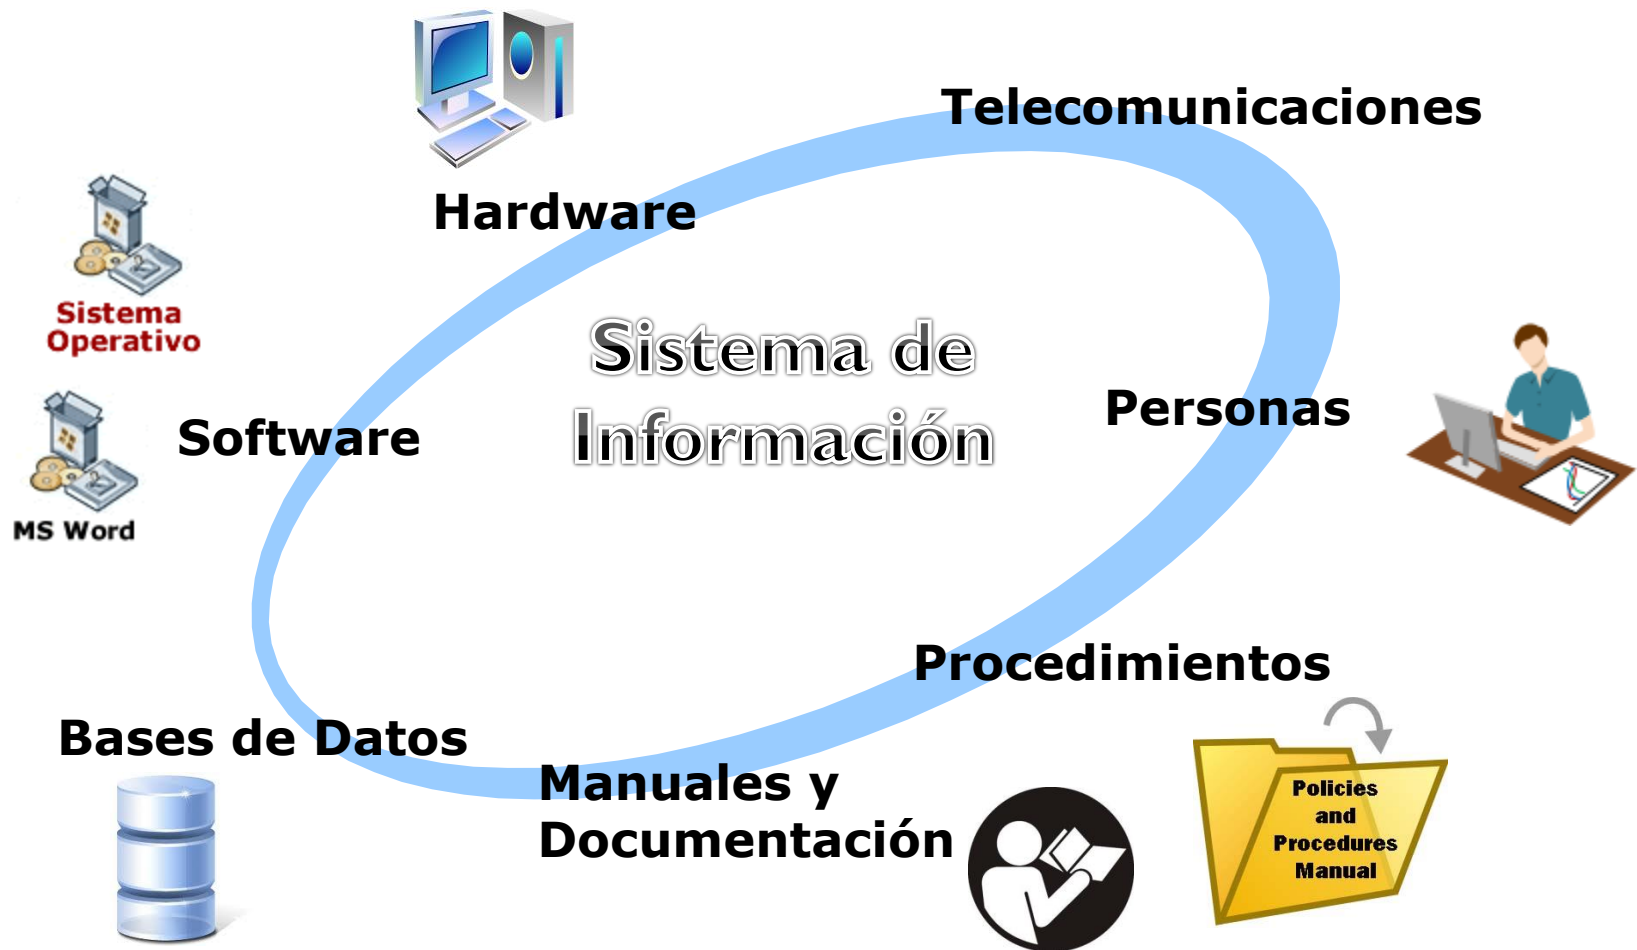 Telecomunicaciones
Hardware
Sistema
Operativo
Sistema de
Información
Personas
Software
MS Word
Procedimientos
Bases de Datos
Manuales y
Documentación
Policies
and
Procedures
Manual